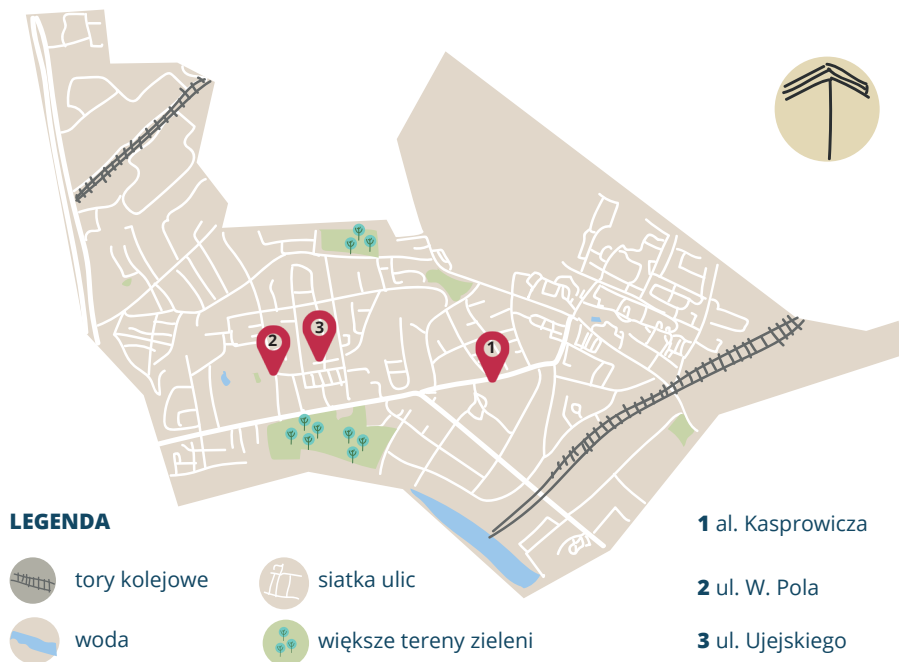 3
2
1
LEGENDA
tory kolejowe
siatka ulic
woda
większe tereny zieleni
1 al. Kasprowicza
2 ul. W. Pola
3 ul. Ujejskiego